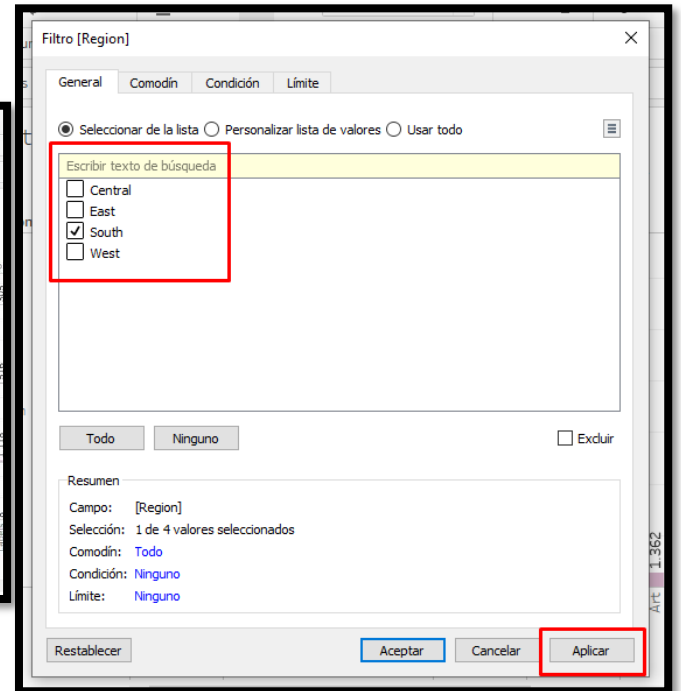 Filtro [Region]
General Comodín Condición Límite
Seleccionar de la lista Personalizar lista de valores Usar todo
Escribir texto de búsqueda
Central
East
South
West
Todo Ninguno Excluir
Resumen
Campo: [Region]
Selección: 1 de 4 valores seleccionados
Comodín: Todo
Condición: Ninguno
Límite: Ninguno
Restablecer Aceptar Cancelar Aplicar
1.362
Art